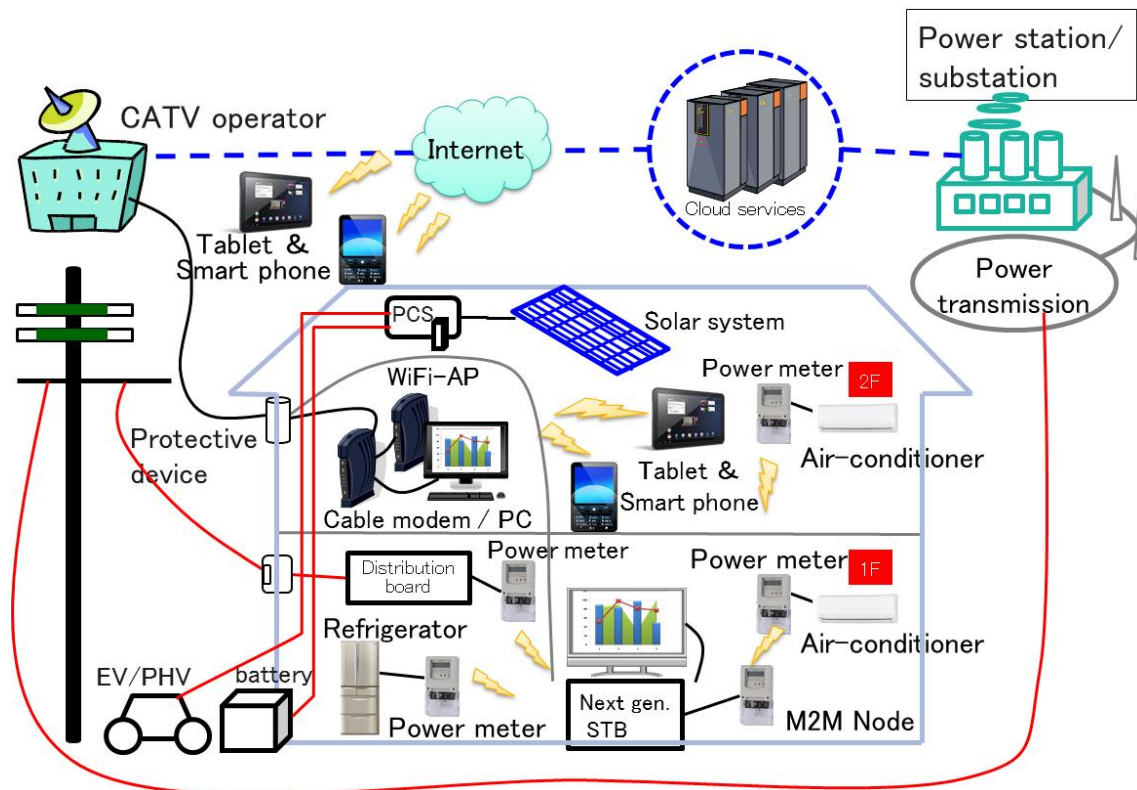 Power station/
substation
CATV operator
Internet
Cloud services
Tablet &
Smart phone
Power
transmission
PCS
Solar system
WiFi-AP
Power meter
2F
Protective
device
Tablet &
Smart phone
Air-conditioner
Cable modem / PC
Power meter
Power meter
1F
Distribution
board
Refrigerator
Air-conditioner
EV/PHV
battery
Next gen.
STB
M2M Node
Power meter